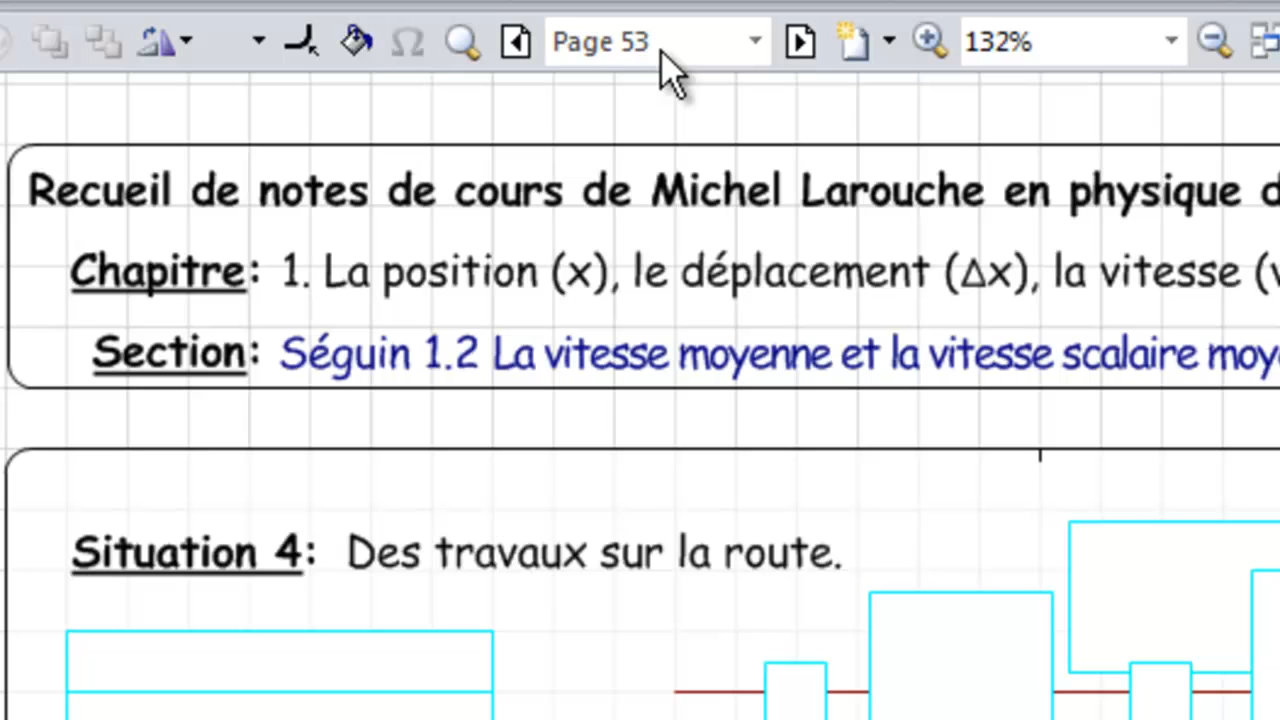 Page 53
132%
Recueil de notes de cours de Michel Larouche en physique
Chapitre: 1. La position (x), le déplacement (Δx), la vitesse
Section: Séguin 1.2 La vitesse moyenne et la vitesse scalaire
Situation 4: Des travaux sur la route.